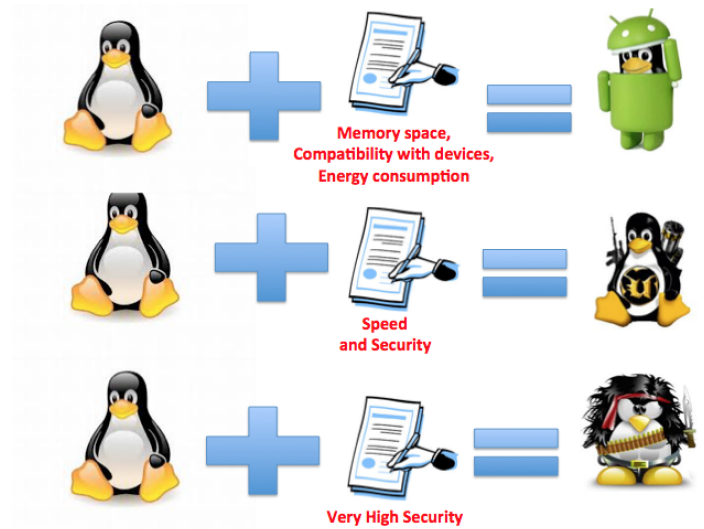 Memory space,
Compatibility with devices,
Energy consumption
Speed
and Security
Very High Security